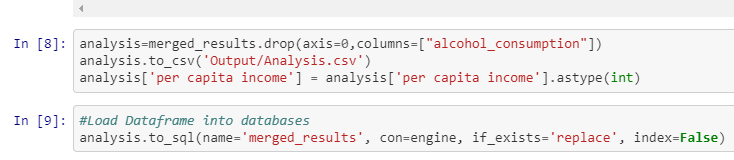 In [8]: analysis=merged_results.drop(axis=0,columns=["alcohol_consumption"])
analysis.to_csv('Output/Analysis.csv')
analysis['per capita income'] = analysis['per capita income'].astype(int)
In [9]: #Load Dataframe into databases
analysis.to_sql(name='merged_results', con=engine, if_exists='replace', index=False)